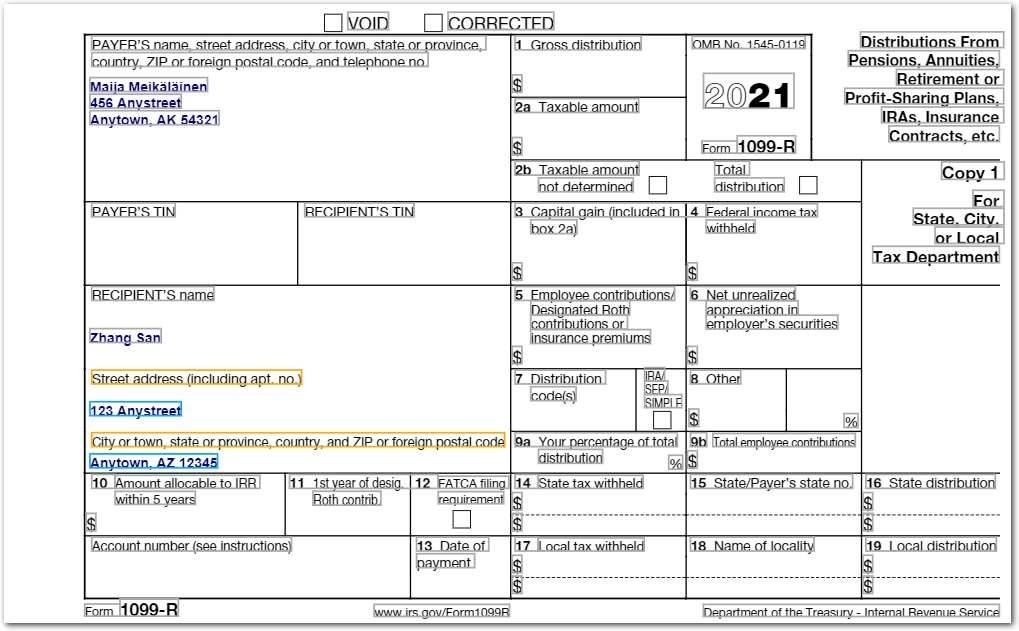 VOID CORRECTED
PAYER'S name, street address, city or town, state or province,
country, ZIP or foreign postal code, and telephone no.
Maija Meikäläinen
456 Anystreet
Anytown, AK 54321
1 Gross distribution
$
2a Taxable amount
$
OMB No. 1545-0119
2021
Form 1099-R
Distributions From
Pensions, Annuities,
Retirement or
Profit-Sharing Plans,
IRAs, Insurance
Contracts, etc.
2b Taxable amount
not determined
Total
distribution
Copy 1
For
State, City,
or Local
Tax Department
PAYER'S TIN
RECIPIENT'S TIN
3 Capital gain (included in
box 2a)
$
4 Federal income tax
withheld
$
RECIPIENT'S name
Zhang San
5 Employee contributions/
Designated Roth
contributions or
insurance premiums
$
6 Net unrealized
appreciation in
employer's securities
$
Street address (including apt. no.)
123 Anystreet
7 Distribution
code(s)
IRA/
SEP/
SIMPLE
8 Other
$
%
City or town, state or province, country, and ZIP or foreign postal code
Anytown, AZ 12345
9a Your percentage of total
distribution
%
9b Total employee contributions
$
10 Amount allocable to IRR
within 5 years
$
11 1st year of desig.
Roth contrib.
12 FATCA filing
requirement
14 State tax withheld
$
$
15 State/Payer's state no.
16 State distribution
$
$
Account number (see instructions)
13 Date of
payment
17 Local tax withheld
$
$
18 Name of locality
19 Local distribution
$
$
Form 1099-R
www.irs.gov/Form1099R
Department of the Treasury - Internal Revenue Service